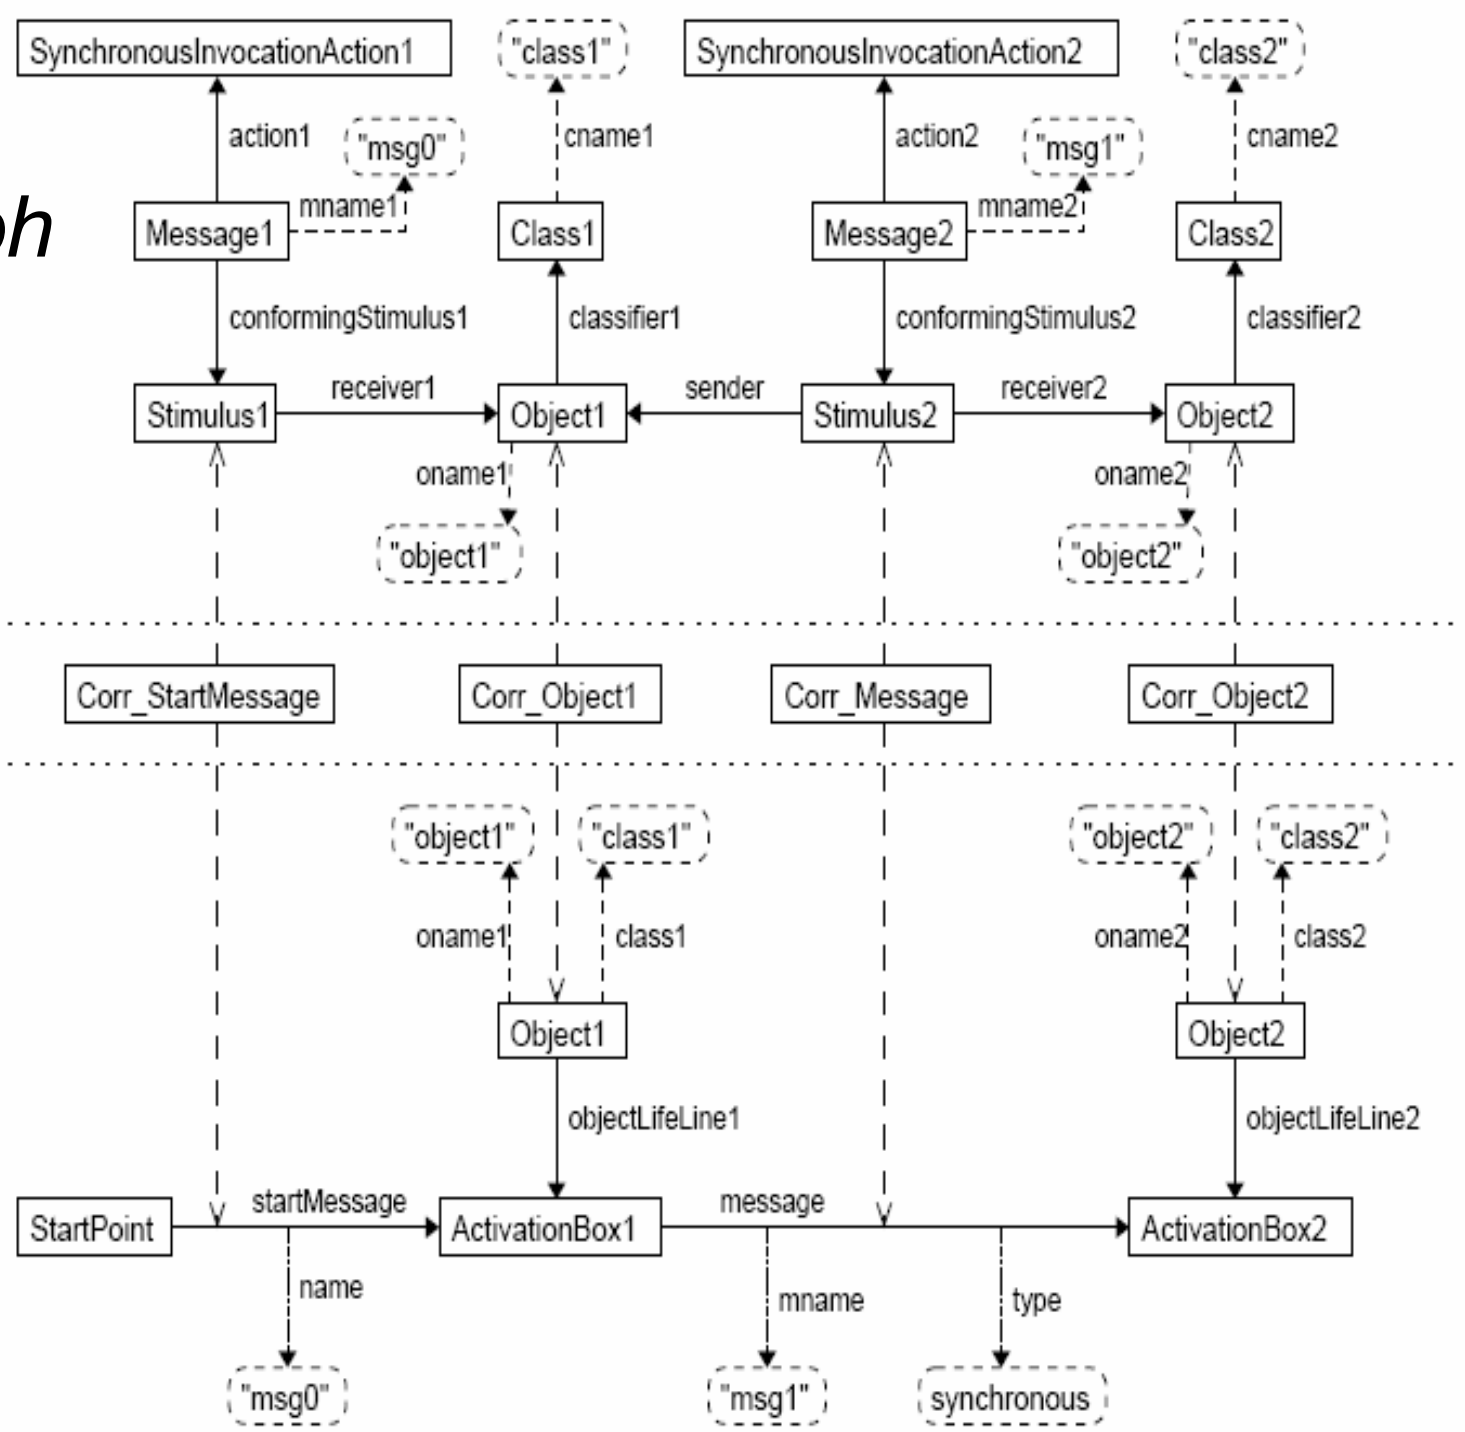 SynchronousInvocationAction1
"class1"
SynchronousInvocationAction2
"class2"
action1
"msg0"
cname1
action2
"msg1"
cname2
ph
mname1
mname2
Message1
Class1
Message2
Class2
conformingStimulus1
classifier1
conformingStimulus2
classifier2
receiver1
sender
receiver2
Stimulus1
Object1
Stimulus2
Object2
oname1
oname2
"object1"
"object2"
Corr_StartMessage
Corr_Object1
Corr_Message
Corr_Object2
"object1"
"class1"
"object2"
"class2"
oname1
class1
oname2
class2
Object1
Object2
objectLifeLine1
objectLifeLine2
startMessage
message
StartPoint
ActivationBox1
ActivationBox2
name
mname
type
"msg0"
"msg1"
synchronous